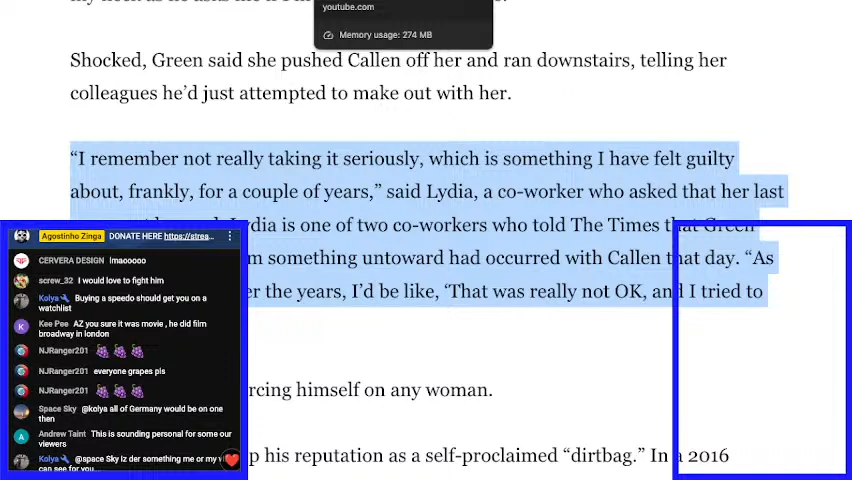 youtube.com
Memory usage: 274 MB
Shocked, Green said she pushed Callen off her and ran downstairs, telling her
colleagues he’d just attempted to make out with her.
“I remember not really taking it seriously, which is something I have felt guilty
about, frankly, for a couple of years,” said Lydia, a co-worker who asked that her last
Lydia is one of two co-workers who told The Times that Green
something untoward had occurred with Callen that day. “As
the years, I’d be like, ‘That was really not OK, and I tried to
himself on any woman.
his reputation as a self-proclaimed “dirtbag.” In a 2016
Agostinho Zinga DONATE HERE https://strea...
CERVERA DESIGN lmaoooo
screw_32 I would love to fight him
Kolya Buying a speedo should get you on a
watchlist
Kee Pee AZ you sure it was movie , he did film
broadway in london
NJRanger201
NJRanger201 everyone grapes pls
NJRanger201
Space Sky @kolya all of Germany would be on one
then
Andrew Taint This is sounding personal for some our
viewers
Kolya @space Sky iz der something me or my
can see for you...